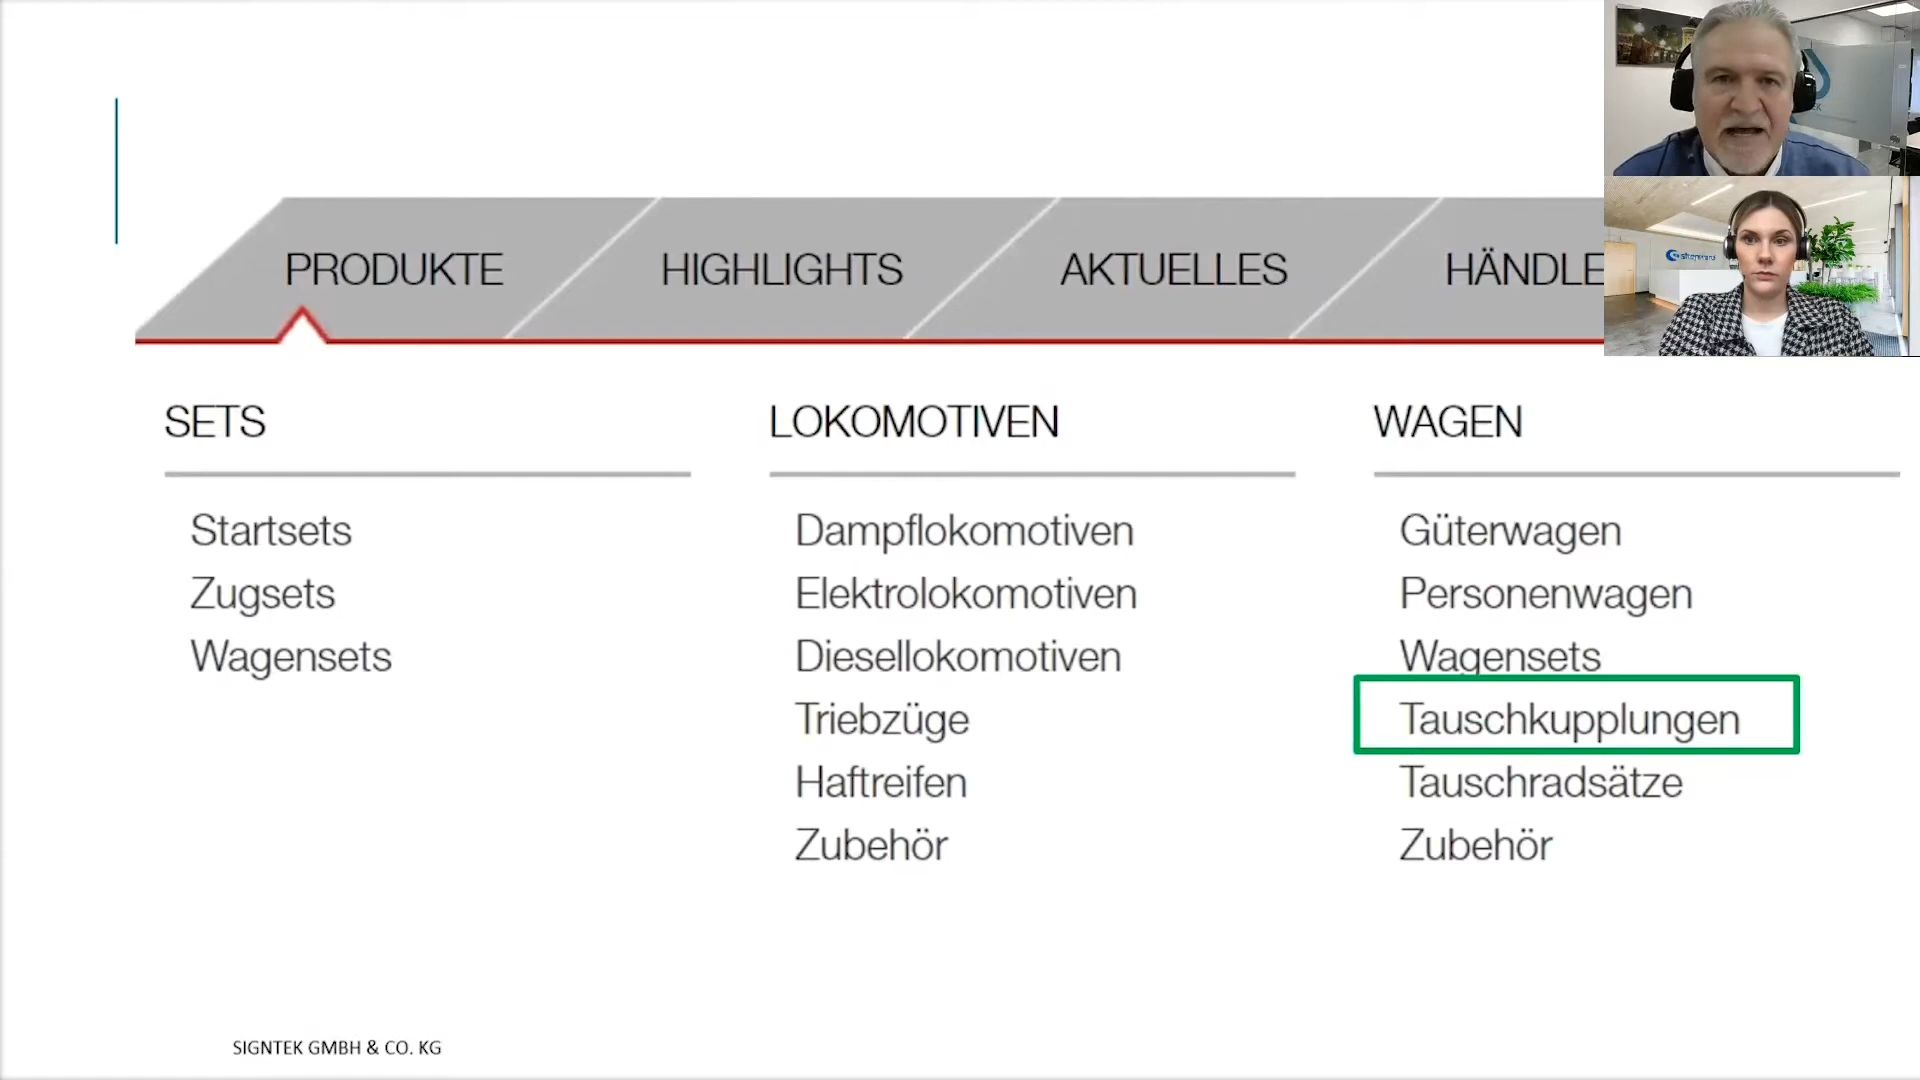 PRODUKTE
HIGHLIGHTS
AKTUELLES
HÄNDLE
SETS
Startsets
Zugsets
Wagensets
LOKOMOTIVEN
Dampflokomotiven
Elektrolokomotiven
Diesellokomotiven
Triebzüge
Haftreifen
Zubehör
WAGEN
Güterwagen
Personenwagen
Wagensets
Tauschkupplungen
Tauschradsätze
Zubehör
SIGNTEK GMBH & CO. KG